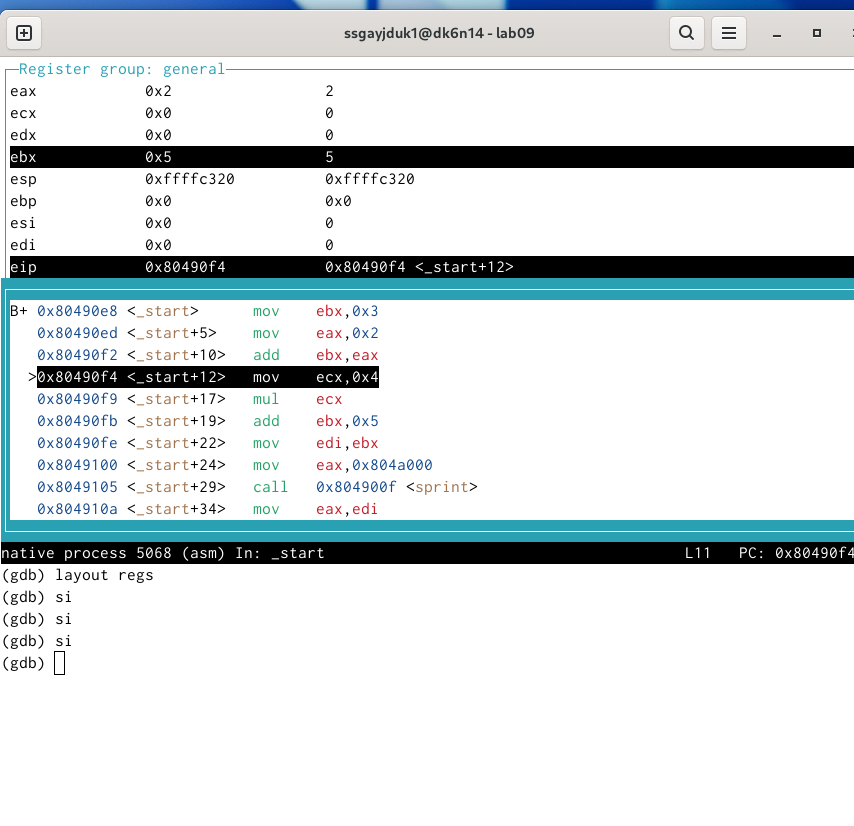 ssgayjduk1@dk6n14 - lab09
Register group: general
eax 0x2 2
ecx 0x0 0
edx 0x0 0
ebx 0x5 5
esp 0xffffc320 0xffffc320
ebp 0x0 0x0
esi 0x0 0
edi 0x0 0
eip 0x80490f4 0x80490f4 <_start+12>
B+ 0x80490e8 <_start> mov ebx,0x3
0x80490ed <_start+5> mov eax,0x2
0x80490f2 <_start+10> add ebx,eax
>0x80490f4 <_start+12> mov ecx,0x4
0x80490f9 <_start+17> mul ecx
0x80490fb <_start+19> add ebx,0x5
0x80490fe <_start+22> mov edi,ebx
0x8049100 <_start+24> mov eax,0x804a000
0x8049105 <_start+29> call 0x804900f <sprint>
0x804910a <_start+34> mov eax,edi
native process 5068 (asm) In: _start L11 PC: 0x80490f4
(gdb) layout regs
(gdb) si
(gdb) si
(gdb) si
(gdb)